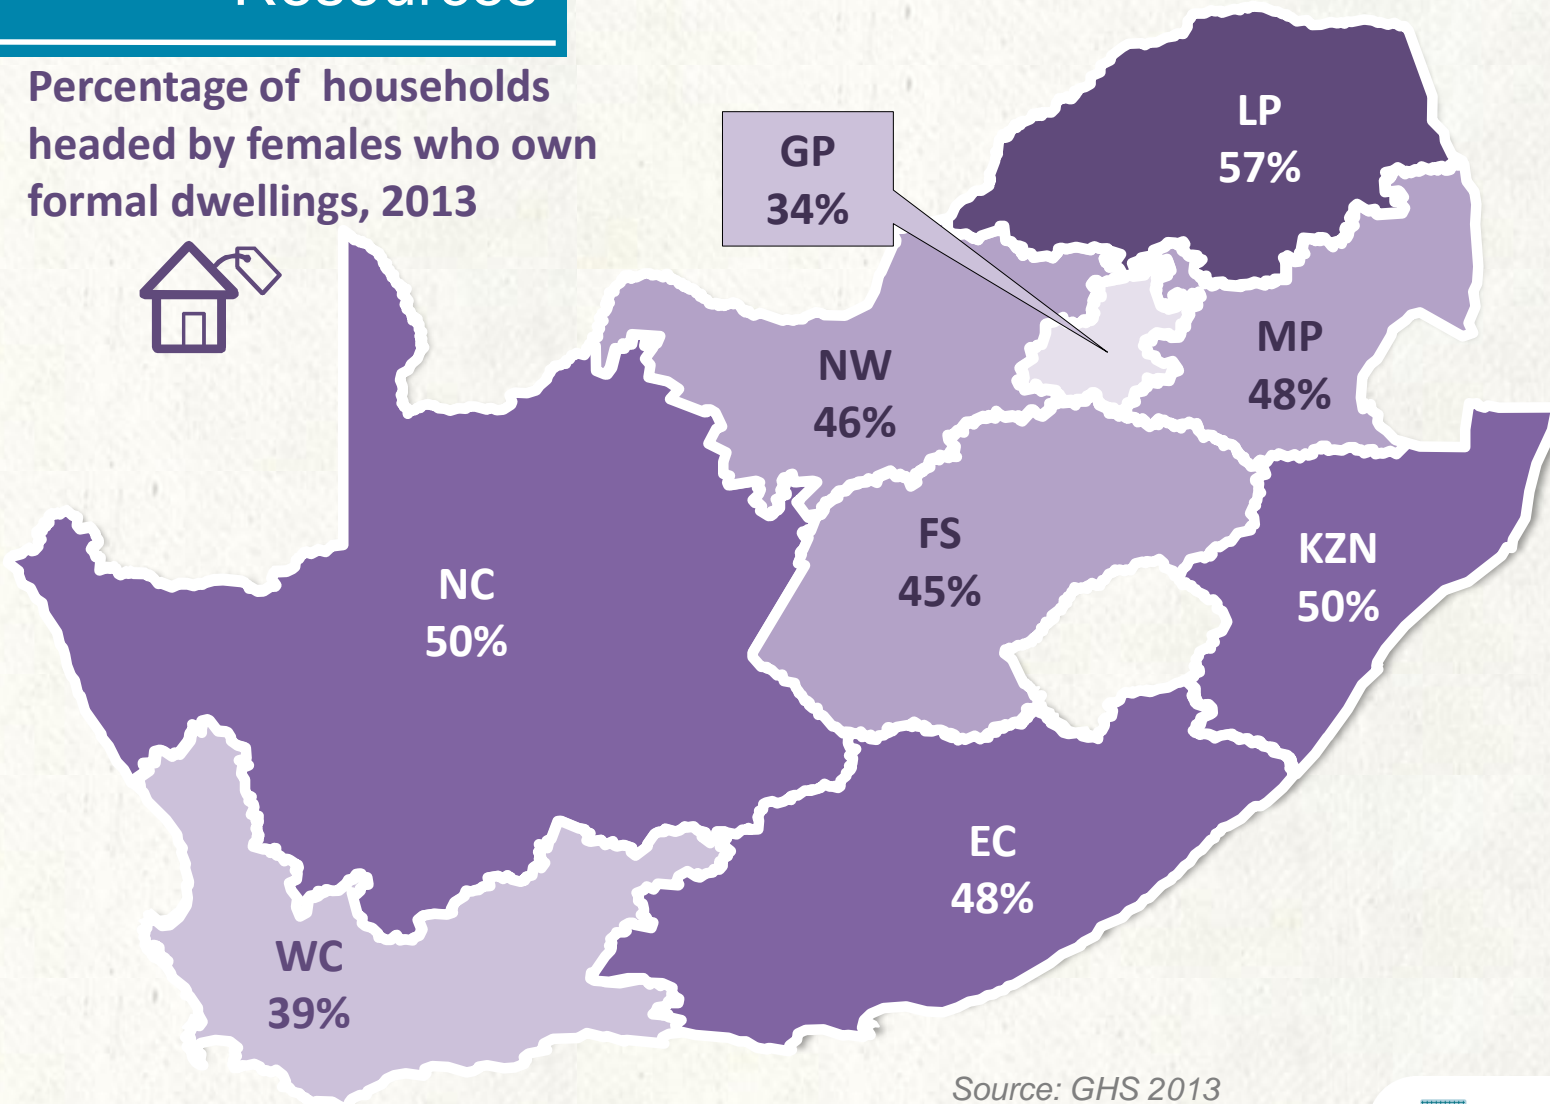 Resources
Percentage of households
headed by females who own
formal dwellings, 2013
LP
57%
GP
34%
MP
48%
NW
46%
FS
45%
KZN
50%
NC
50%
EC
48%
WC
39%
Source: GHS 2013